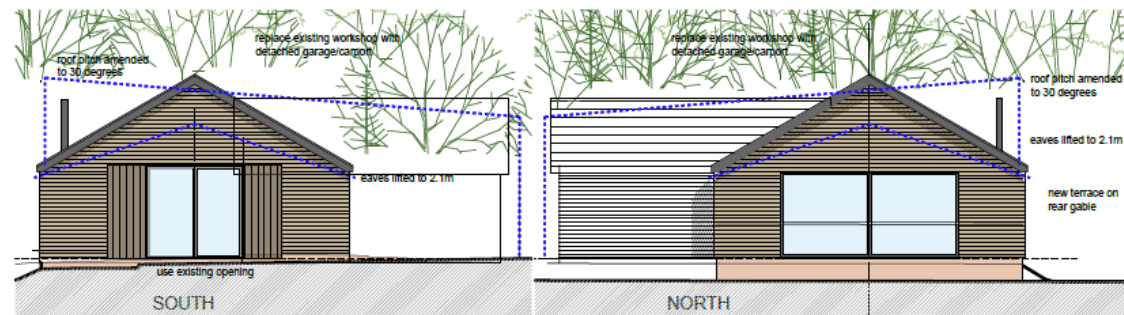 replace existing workshop with
detached garage/carport
roof pitch amended
to 30 degrees
eaves lifted to 2.1m
use existing opening
SOUTH
replace existing workshop with
detached garage/carport
roof pitch amended
to 30 degrees
eaves lifted to 2.1m
new terrace on
rear gable
NORTH